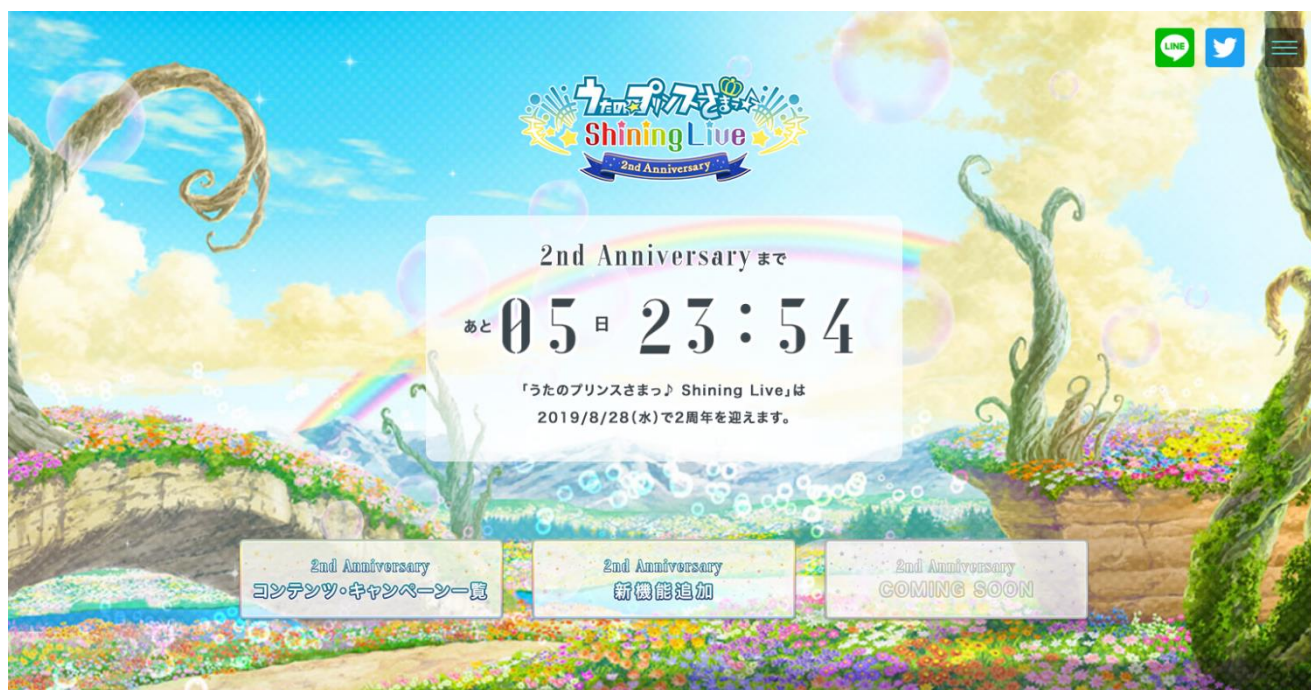 LINE
うたの☆プリンスさまっ♪
Shining Live
2nd Anniversary
2nd Anniversaryまで
あと05日 23:54
「うたのプリンスさまっ♪ Shining Live」は
2019/8/28(水)で2周年を迎えます。
2nd Anniversary
コンテンツ・キャンペーン一覧
2nd Anniversary
新機能追加
2nd Anniversary
COMING SOON